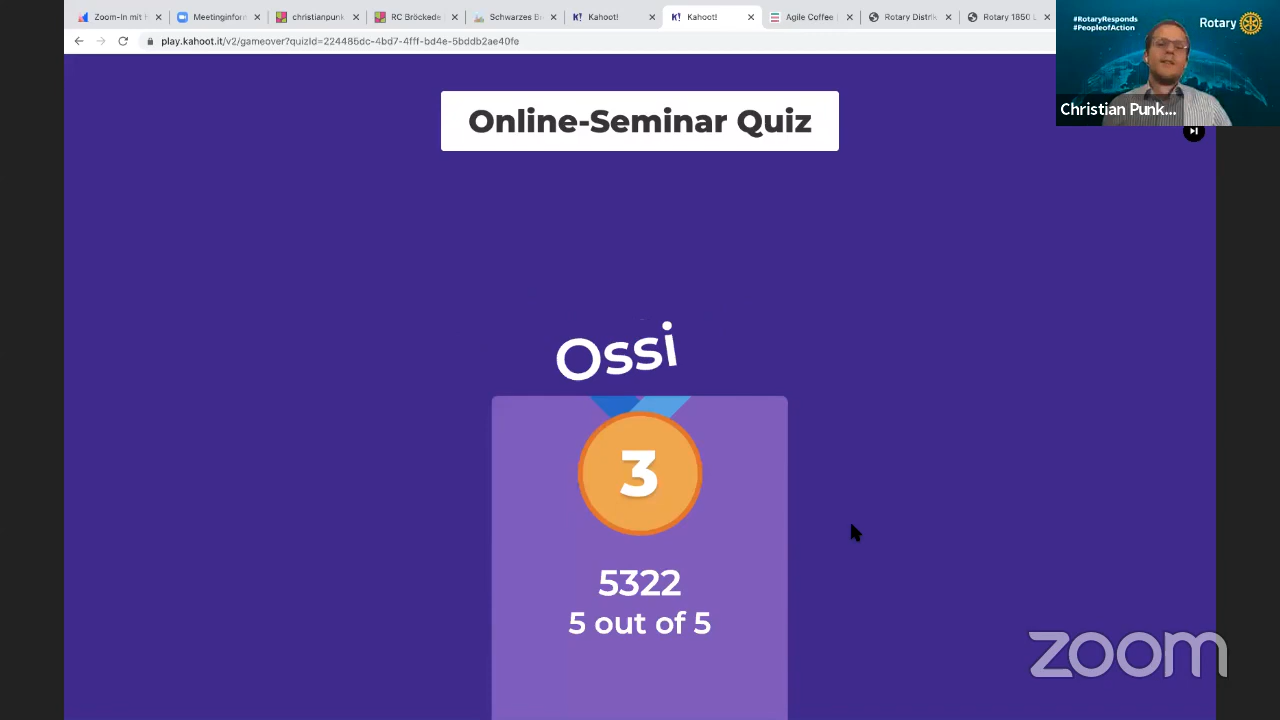 Zoom-In mit H
Meetinginform
christianpunk
RC Bröckede
Schwarzes Br
Kahoot!
Kahoot!
Agile Coffee
Rotary Distrik
Rotary 1850 L
play.kahoot.it/v2/gameover?quizId=224485dc-4bd7-4fff-bd4e-5bddb2ae40fe
#RotaryResponds
#PeopleofAction
Rotary
Christian Punk...
Online-Seminar Quiz
Ossi
3
5322
5 out of 5
zoom